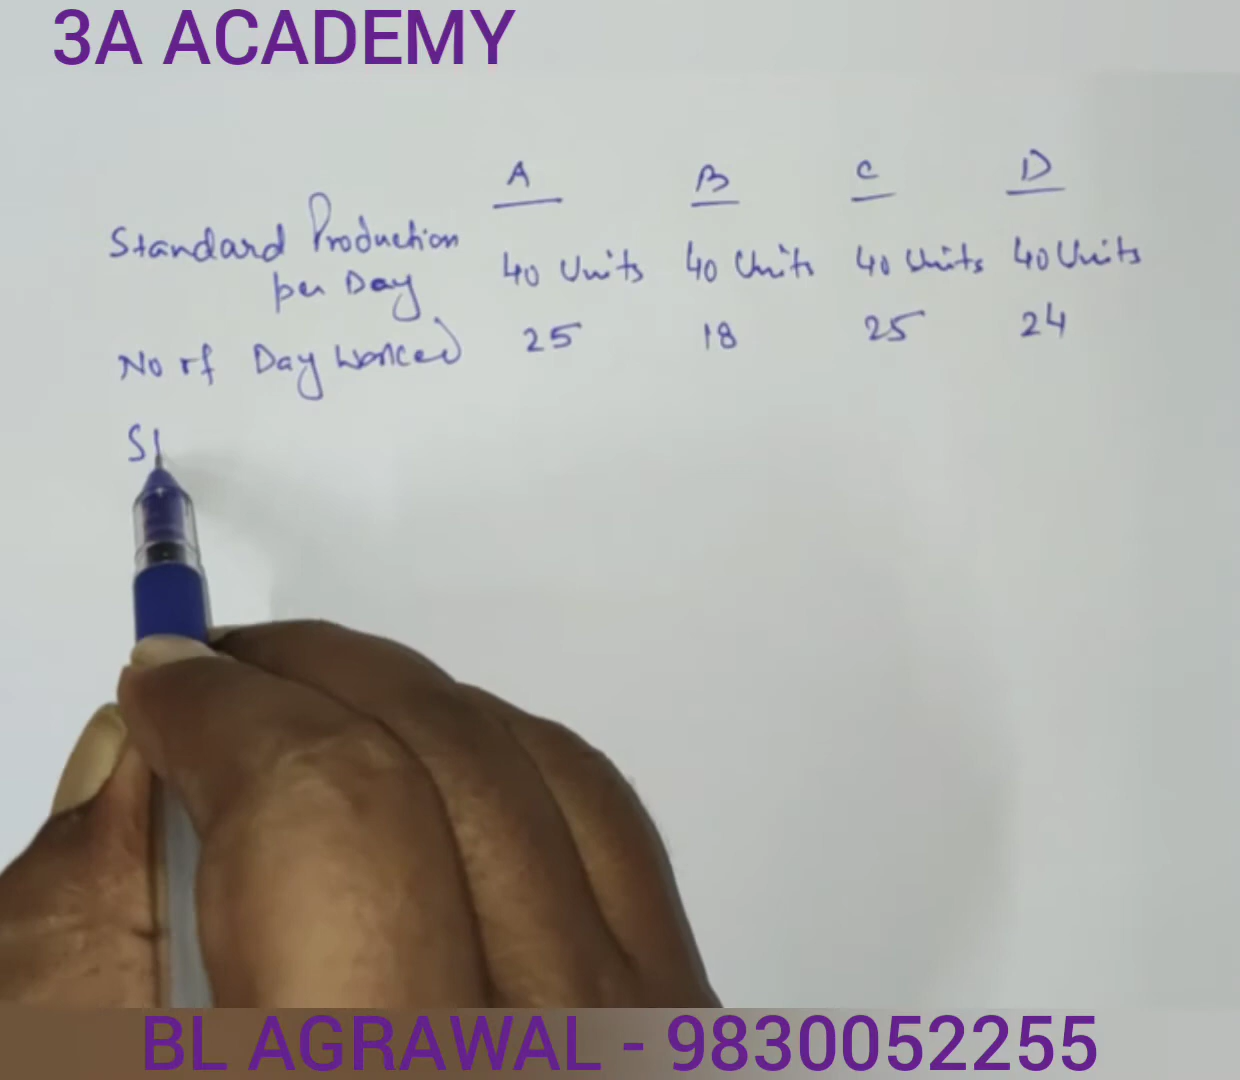 3A ACADEMY
A B C D
Standard Production
per Day 40 Units 40 Units 40 Units 40 Units
No of Day Worked 25 18 25 24
St
BL AGRAWAL - 9830052255